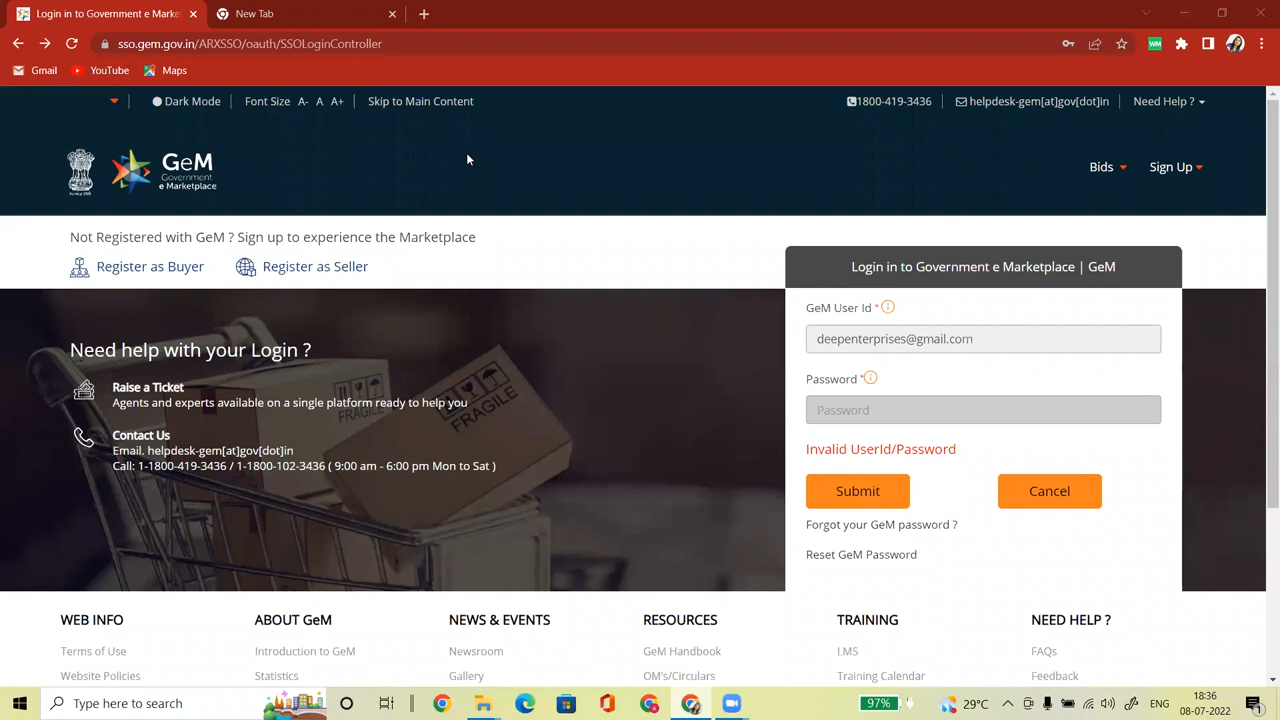 Login in to Government e Marke
New Tab
sso.gem.gov.in/ARXSSO/oauth/SSOLoginController
WM
Gmail
YouTube
Maps
Dark Mode
Font Size A- A A+
Skip to Main Content
1800-419-3436
helpdesk-gem[at]gov[dot]in
Need Help ?
GeM
Government
e Marketplace
Bids
Sign Up
Not Registered with GeM ? Sign up to experience the Marketplace
Register as Buyer
Register as Seller
Login in to Government e Marketplace | GeM
GeM User Id *
deepenterprises@gmail.com
Password *
Password
Invalid UserId/Password
Submit
Cancel
Forgot your GeM password ?
Reset GeM Password
Need help with your Login ?
Raise a Ticket
Agents and experts available on a single platform ready to help you
Contact Us
Email. helpdesk-gem[at]gov[dot]in
Call: 1-1800-419-3436 / 1-1800-102-3436 ( 9:00 am - 6:00 pm Mon to Sat )
FRAGILE
FRAGILE
WEB INFO
ABOUT GeM
NEWS & EVENTS
RESOURCES
TRAINING
NEED HELP ?
Terms of Use
Introduction to GeM
Newsroom
GeM Handbook
LMS
FAQs
Website Policies
Statistics
Gallery
OM's/Circulars
Training Calendar
Feedback
Type here to search
97%
29°C
ENG
18:36
08-07-2022
1